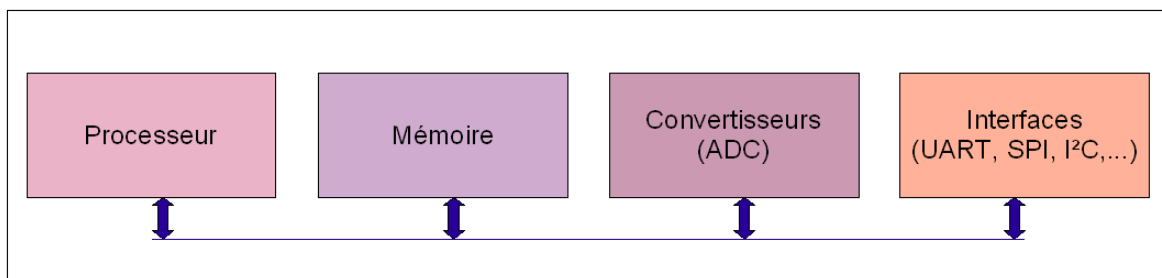 Processeur
Mémoire
Convertisseurs
(ADC)
Interfaces
(UART, SPI, I²C,...)